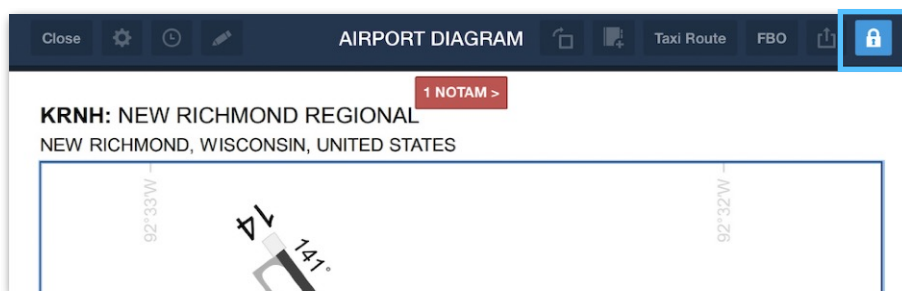 Close AIRPORT DIAGRAM Taxi Route FBO
1 NOTAM >
KRNH: NEW RICHMOND REGIONAL
NEW RICHMOND, WISCONSIN, UNITED STATES
92°33'W 92°32'W
14
141°